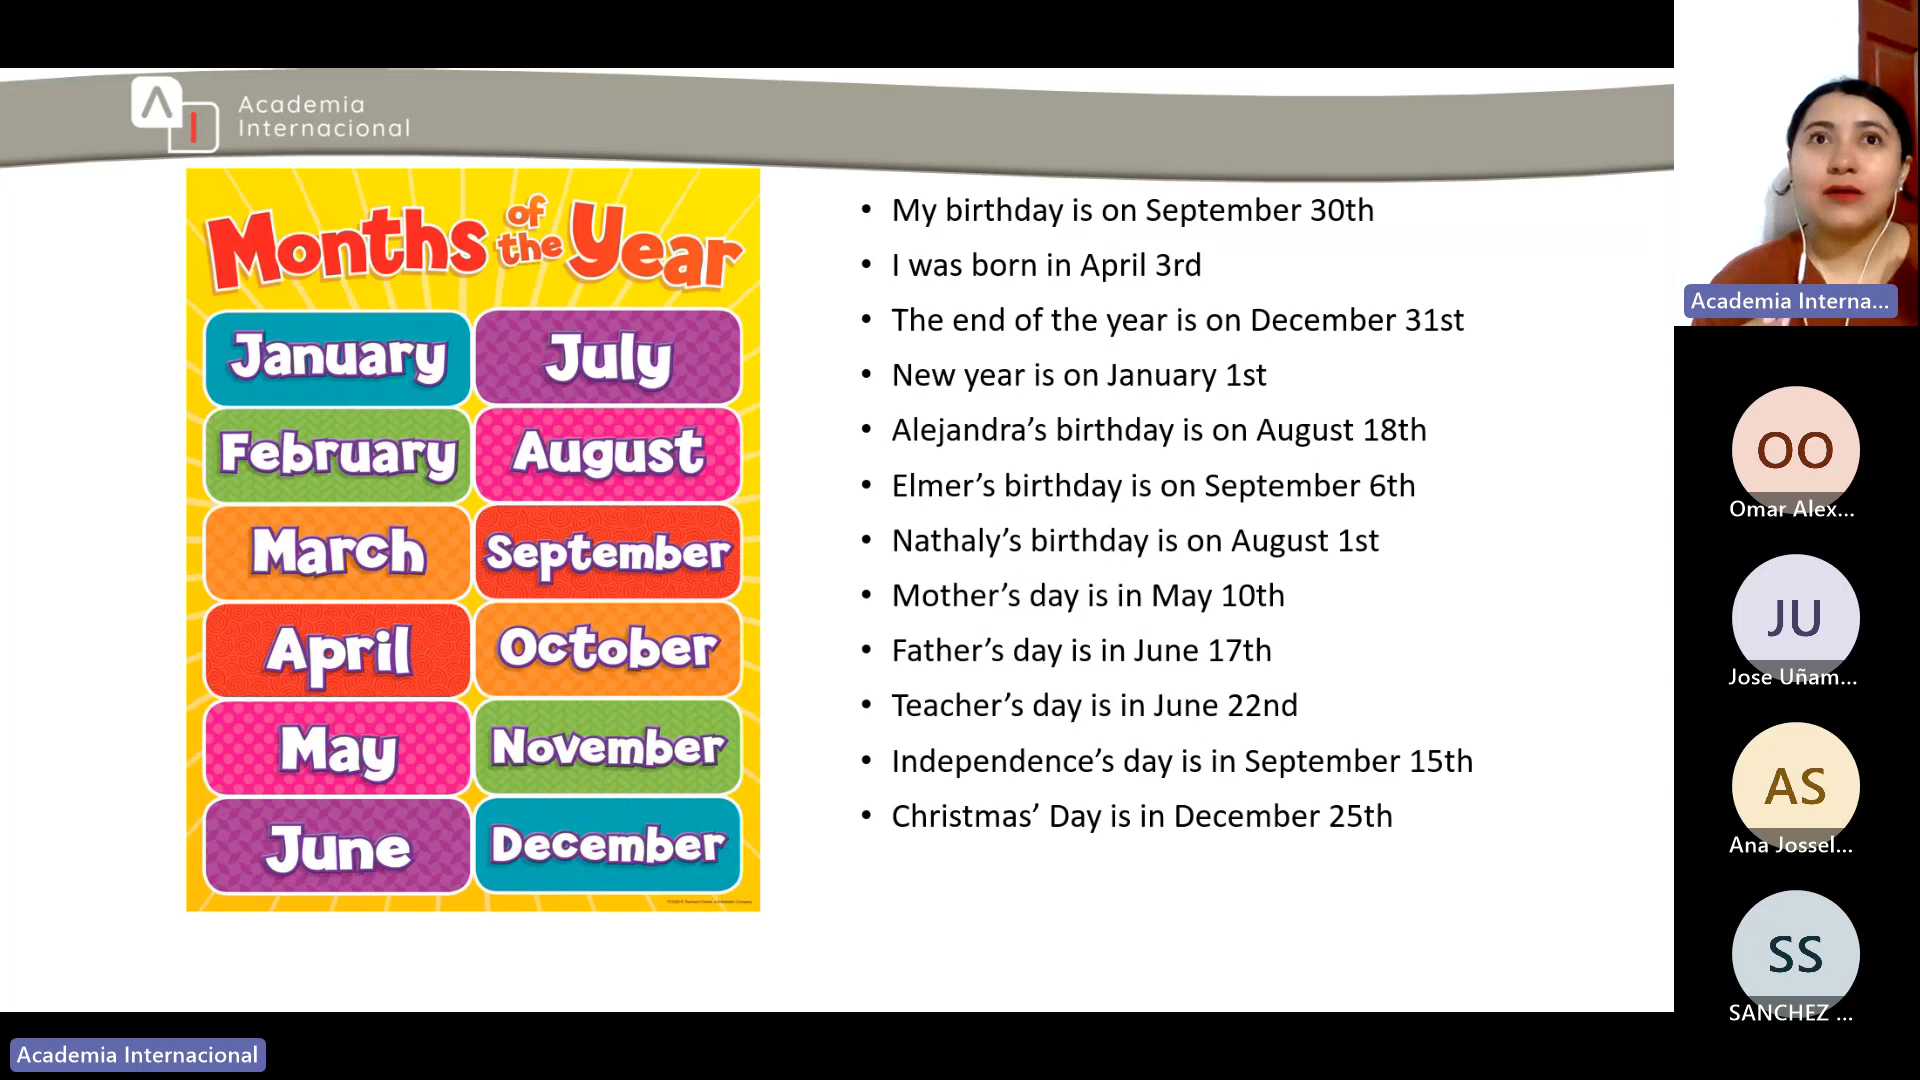 Academia
Internacional
Months of the Year
January
July
February
August
March
September
April
October
May
November
June
December
• My birthday is on September 30th
• I was born in April 3rd
• The end of the year is on December 31st
• New year is on January 1st
• Alejandra’s birthday is on August 18th
• Elmer’s birthday is on September 6th
• Nathaly’s birthday is on August 1st
• Mother’s day is in May 10th
• Father’s day is in June 17th
• Teacher’s day is in June 22nd
• Independence’s day is in September 15th
• Christmas’ Day is in December 25th
Academia Interna...
OO
Omar Alex...
JU
Jose Uñam...
AS
Ana Jossel...
SS
SANCHEZ ...
Academia Internacional